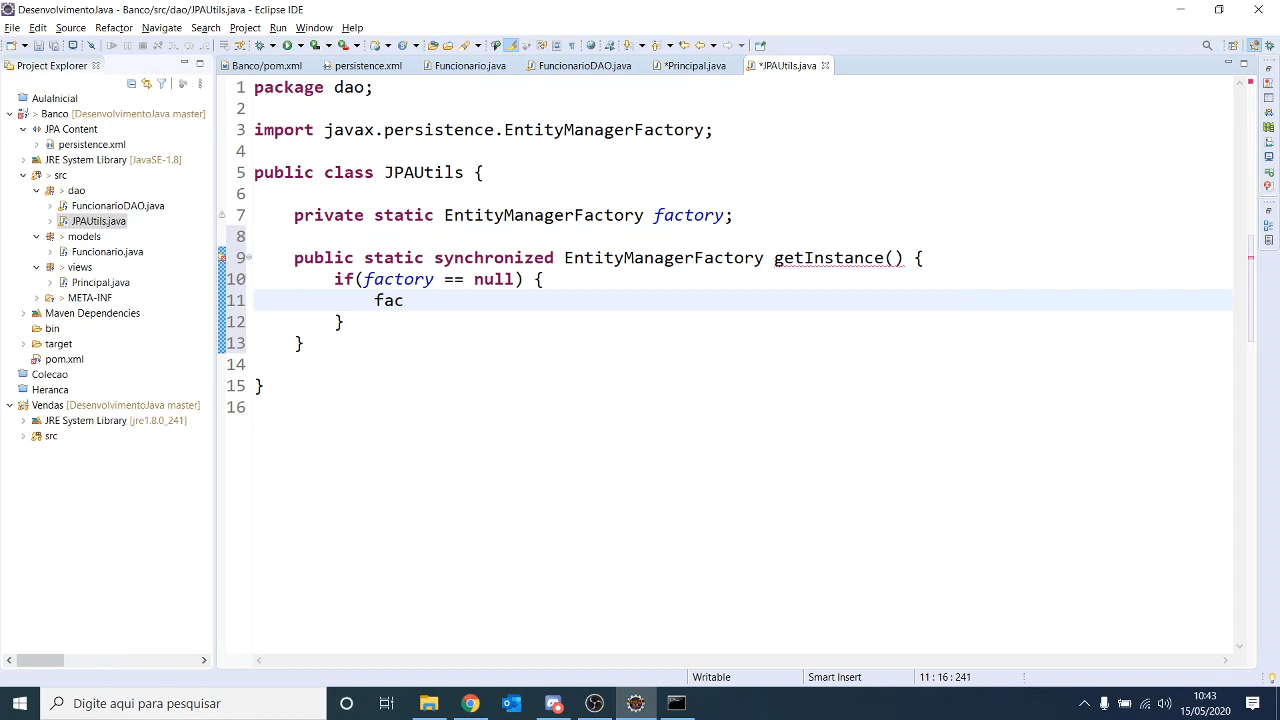 DesenvolvimentoJava - Banco/src/dao/JPAUtils.java - Eclipse IDE
File Edit Source Refactor Navigate Search Project Run Window Help
Project Explorer
Banco/pom.xml persistence.xml Funcionario.java FuncionarioDAO.java *Principal.java *JPAUtils.java
AulaInicial
> Banco [DesenvolvimentoJava master]
JPA Content
persistence.xml
JRE System Library [JavaSE-1.8]
> src
> dao
FuncionarioDAO.java
JPAUtils.java
> models
Funcionario.java
> views
Principal.java
> META-INF
Maven Dependencies
bin
target
pom.xml
Colecao
Heranca
Vendas [DesenvolvimentoJava master]
JRE System Library [jre1.8.0_241]
src
1 package dao;
2
3 import javax.persistence.EntityManagerFactory;
4
5 public class JPAUtils {
6
7 private static EntityManagerFactory factory;
8
9 public static synchronized EntityManagerFactory getInstance() {
10 if(factory == null) {
11 fac
12 }
13 }
14
15 }
16
Writable Smart Insert 11 : 16 : 241
Digite aqui para pesquisar
10:43
15/05/2020